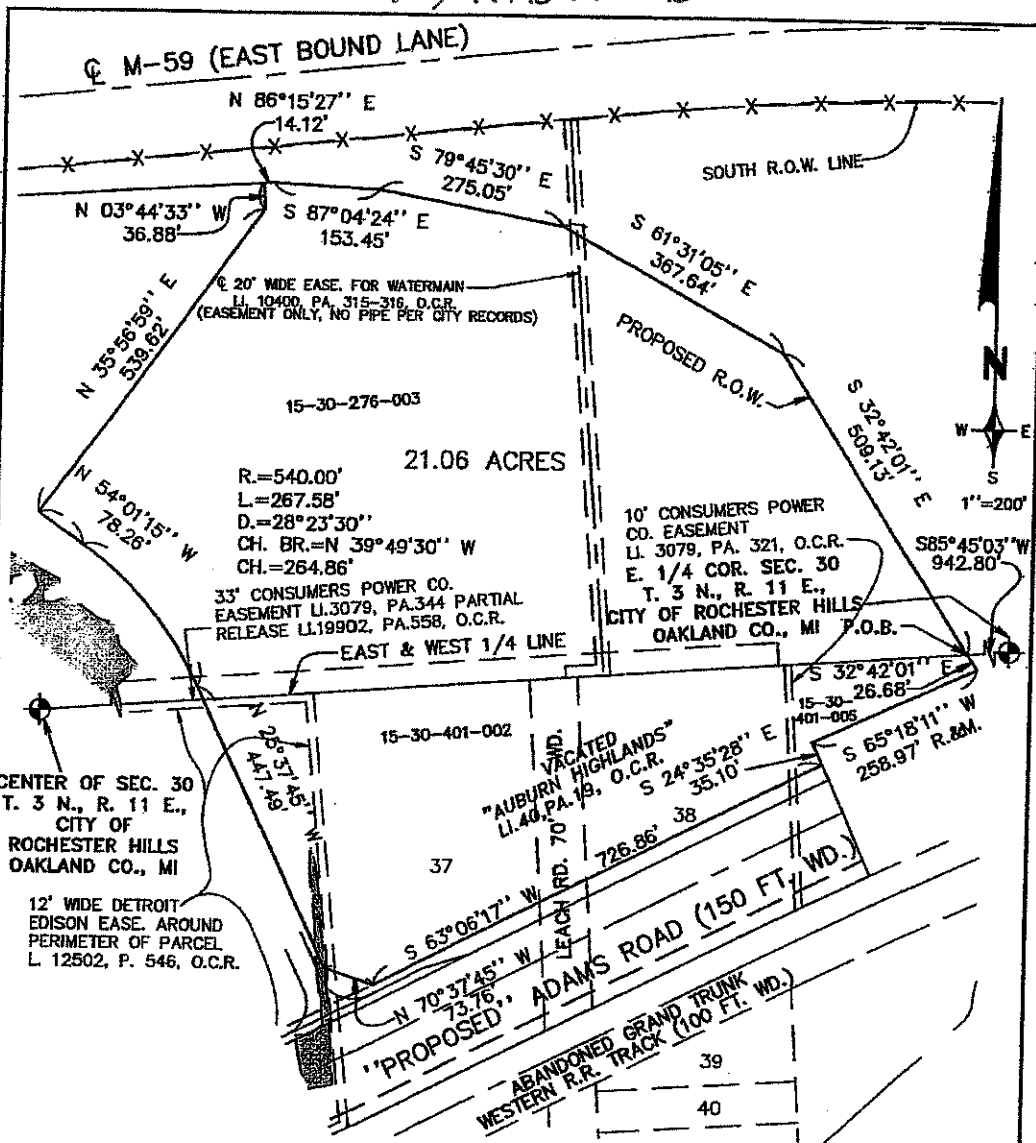 ℄ M-59 (EAST BOUND LANE)
N 86°15'27'' E
14.12'
S 79°45'30'' E
275.05'
SOUTH R.O.W. LINE
N 03°44'33'' W
36.88'
S 87°04'24'' E
153.45'
S 61°31'05'' E
367.64'
℄ 20' WIDE EASE. FOR WATERMAIN
LI. 10400, PA. 315-316, O.C.R.
(EASEMENT ONLY, NO PIPE PER CITY RECORDS)
N 35°56'59'' E
539.62'
PROPOSED R.O.W.
N
W E
S
1''=200'
15-30-276-003
21.06 ACRES
S 32°42'01'' E
509.13'
N 54°01'15'' W
78.26'
R.=540.00'
L.=267.58'
D.=28°23'30''
CH. BR.=N 39°49'30'' W
CH.=264.86'
10' CONSUMERS POWER
CO. EASEMENT
LI. 3079, PA. 321, O.C.R.
S85°45'03''W
942.80'
E. 1/4 COR. SEC. 30
T. 3 N., R. 11 E.,
CITY OF ROCHESTER HILLS
OAKLAND CO., MI P.O.B.
33' CONSUMERS POWER CO.
EASEMENT LI.3079, PA.344 PARTIAL
RELEASE LI.19902, PA.558, O.C.R.
EAST & WEST 1/4 LINE
S 32°42'01'' E
26.68'
15-30-
401-005
N 25°37'45'' W
447.49'
15-30-401-002
VACATED
"AUBURN HIGHLANDS"
LI.40, PA.19, O.C.R.
S 24°35'28'' E
35.10'
S 65°18'11'' W
258.97' R.&M.
CENTER OF SEC. 30
T. 3 N., R. 11 E.,
CITY OF
ROCHESTER HILLS
OAKLAND CO., MI
37
38
726.86'
LEACH RD. 70' WD.
12' WIDE DETROIT
EDISON EASE. AROUND
PERIMETER OF PARCEL
L. 12502, P. 546, O.C.R.
S 63°06'17'' W
N 70°37'45'' W
73.76'
"PROPOSED,, ADAMS ROAD (150 FT. WD.)
ABANDONED GRAND TRUNK
WESTERN R.R. TRACK (100 FT. WD.)
39
40